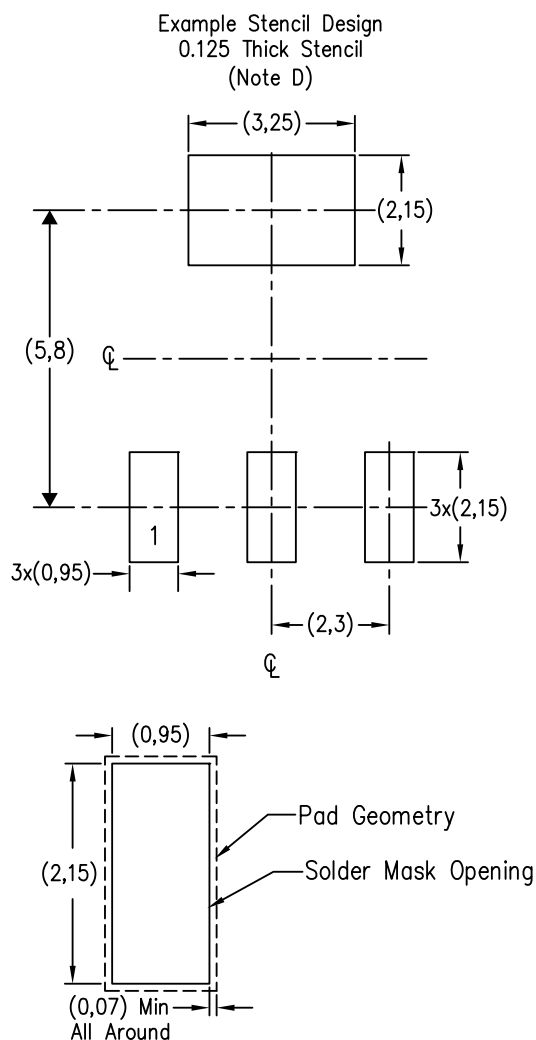 Example Stencil Design
0.125 Thick Stencil
(Note D)
(3,25)
(2,15)
(5,8)
℄
1
3x(2,15)
3x(0,95)
(2,3)
℄
(0,95)
Pad Geometry
(2,15)
Solder Mask Opening
(0,07) Min
All Around